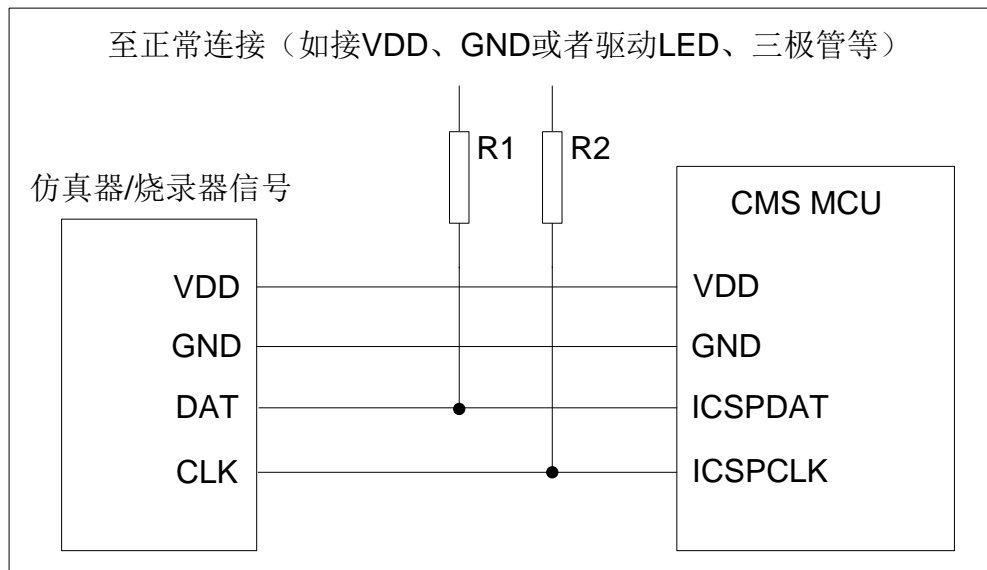 至正常连接（如接VDD、GND或者驱动LED、三极管等）
R1
R2
仿真器/烧录器信号
CMS MCU
VDD
VDD
GND
GND
DAT
ICSPDAT
CLK
ICSPCLK